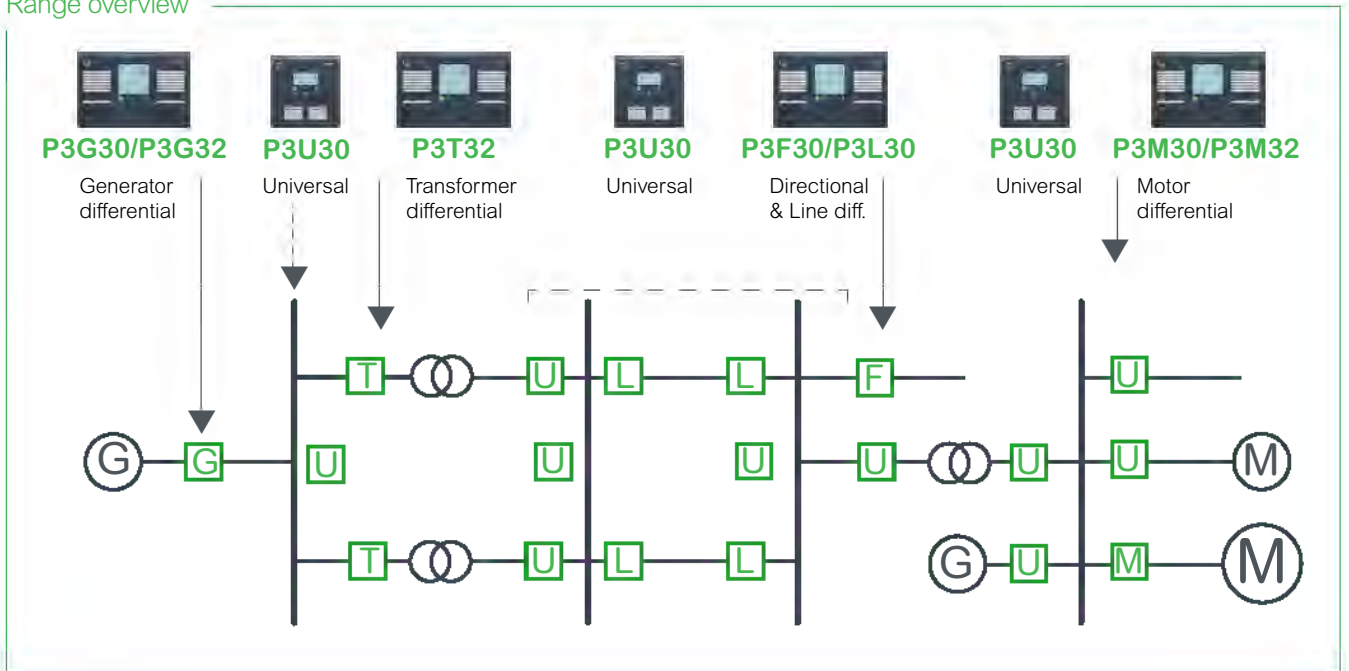 Range overview
P3G30/P3G32 P3U30 P3T32 P3U30 P3F30/P3L30 P3U30 P3M30/P3M32
Generator differential Universal Transformer differential Universal Directional & Line diff. Universal Motor differential
T U L L F U
G G U U U U U U M
T U L L G U M M